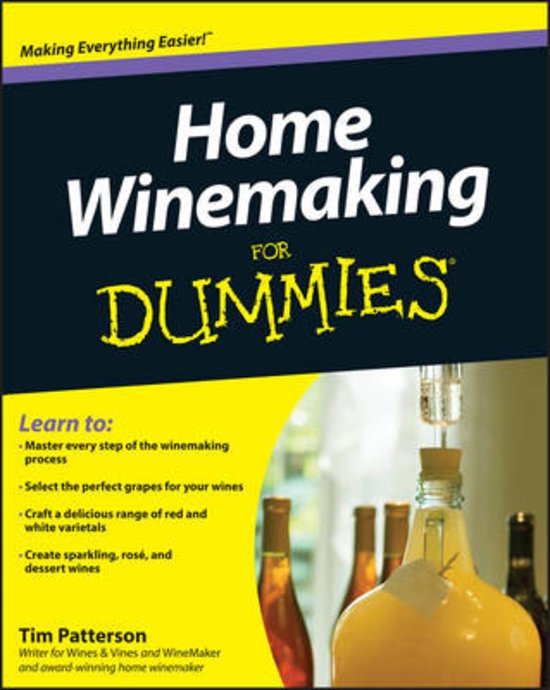 Making Everything Easier!™
Home
Winemaking
FOR
DUMMIES®
Learn to:
• Master every step of the winemaking
process
• Select the perfect grapes for your wines
• Craft a delicious range of red and
white varietals
• Create sparkling, rosé, and
dessert wines
Tim Patterson
Writer for Wines & Vines and WineMaker
and award-winning home winemaker